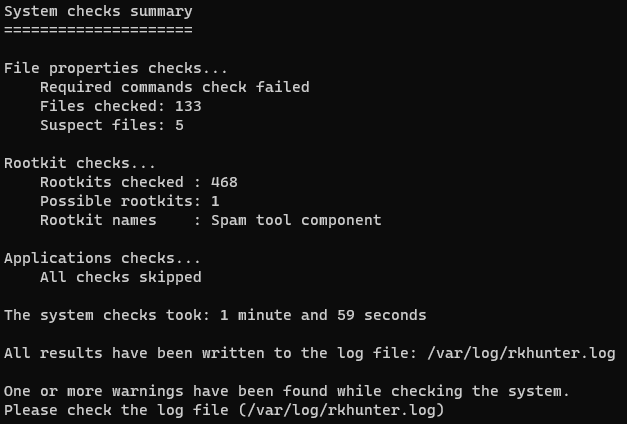 System checks summary
=====================
File properties checks...
Required commands check failed
Files checked: 133
Suspect files: 5
Rootkit checks...
Rootkits checked : 468
Possible rootkits: 1
Rootkit names    : Spam tool component
Applications checks...
All checks skipped
The system checks took: 1 minute and 59 seconds
All results have been written to the log file: /var/log/rkhunter.log
One or more warnings have been found while checking the system.
Please check the log file (/var/log/rkhunter.log)